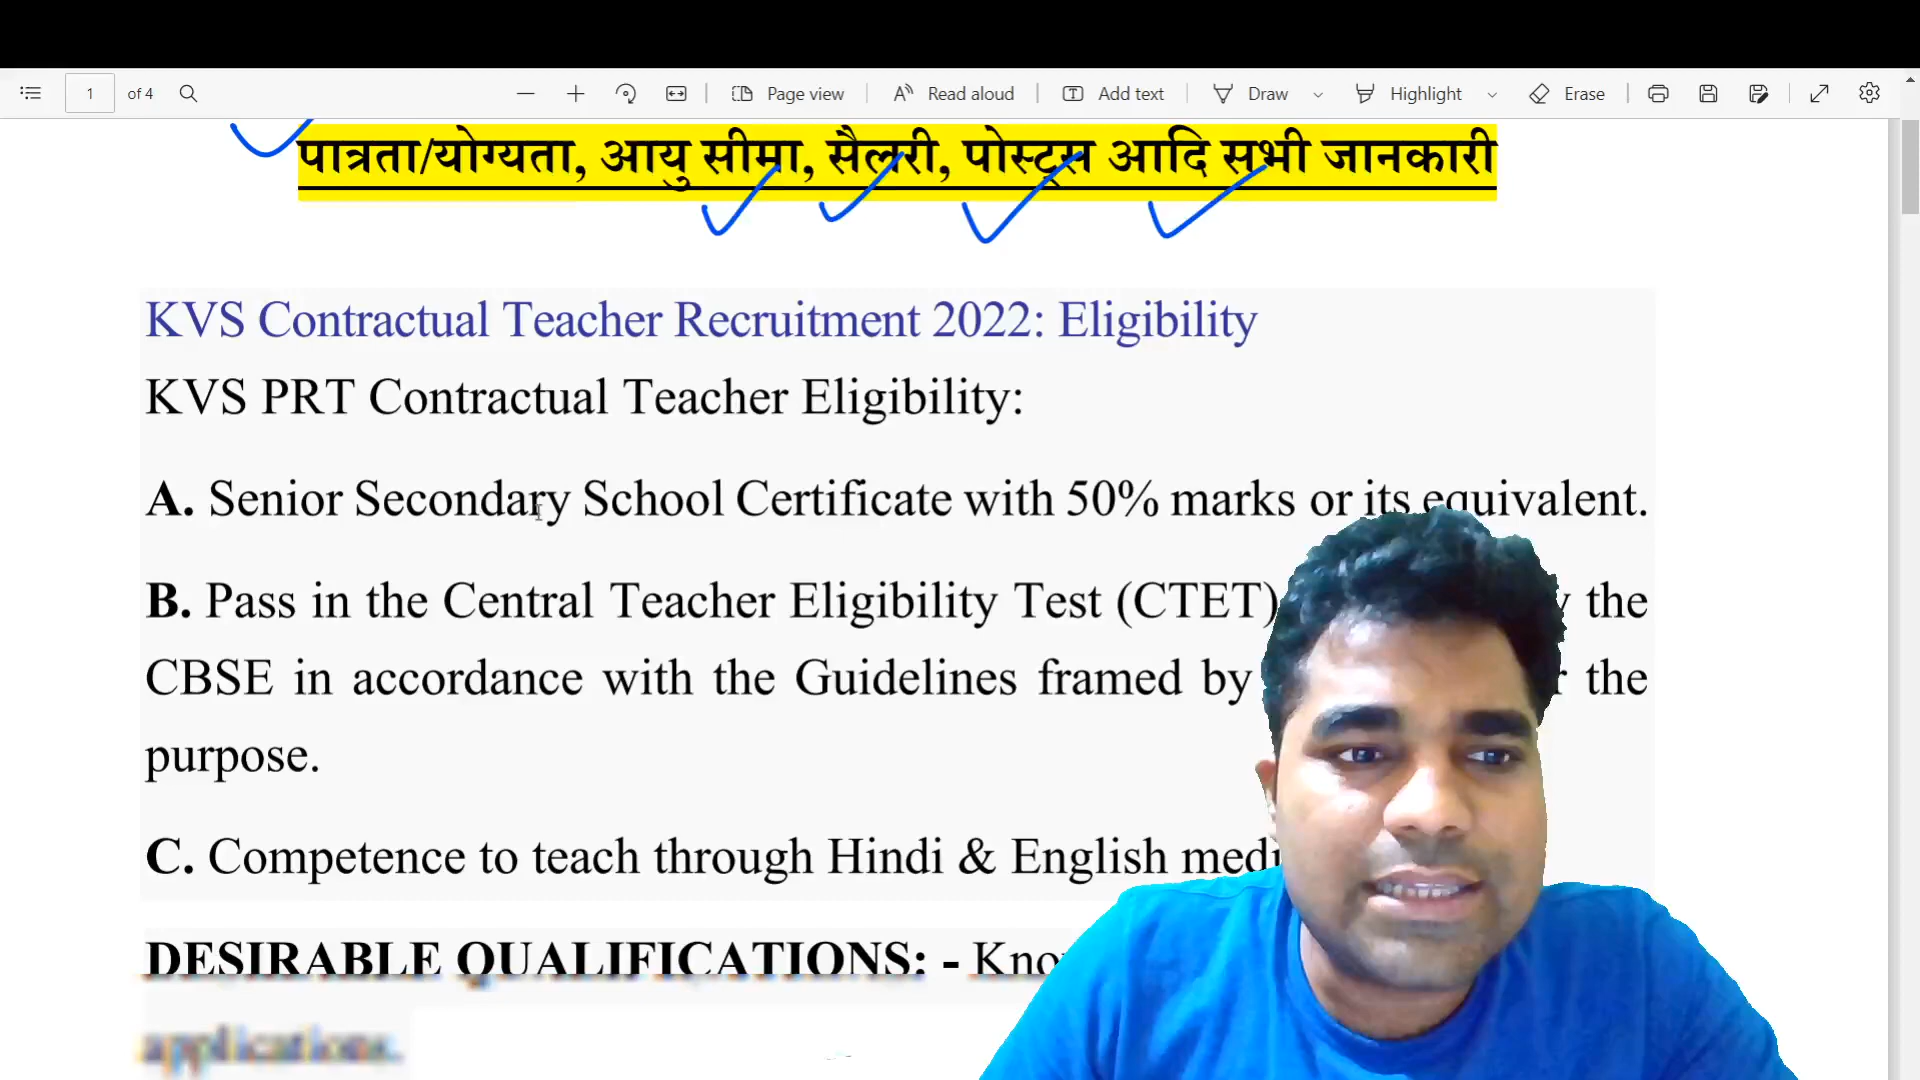 1 of 4 Page view Read aloud Add text Draw Highlight Erase
पात्रता/योग्यता, आयु सीमा, सैलरी, पोस्ट्स आदि सभी जानकारी
KVS Contractual Teacher Recruitment 2022: Eligibility
KVS PRT Contractual Teacher Eligibility:
A. Senior Secondary School Certificate with 50% marks or its equivalent.
B. Pass in the Central Teacher Eligibility Test (CTET) the
CBSE in accordance with the Guidelines framed by the
purpose.
C. Competence to teach through Hindi & English
DESIRABLE QUALIFICATIONS: -
applications.